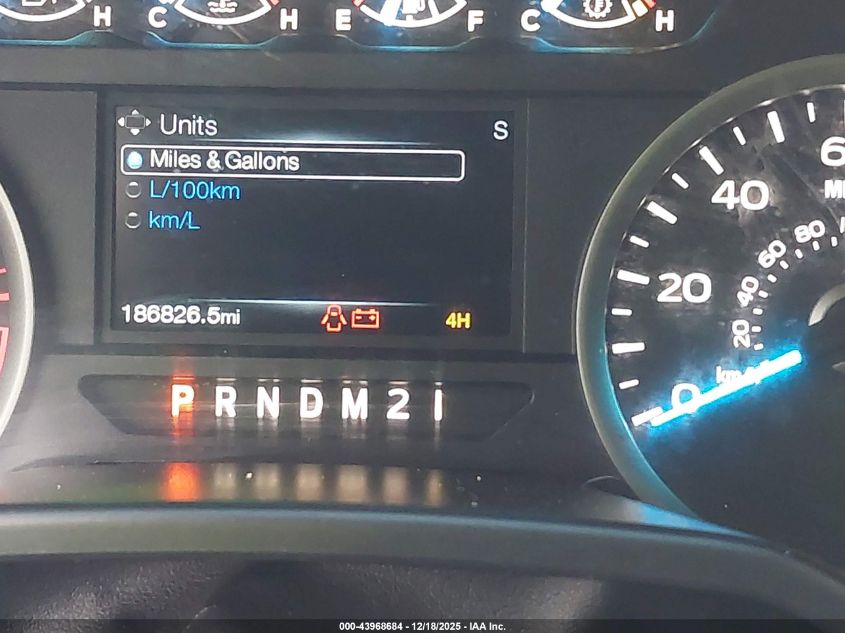 H C H E F C H
Units S
Miles & Gallons
L/100km
km/L
186826.5mi 4H
P R N D M 2 1
0 20 40
20 40 60 80
000-43968684 - 12/18/2025 - IAA Inc.